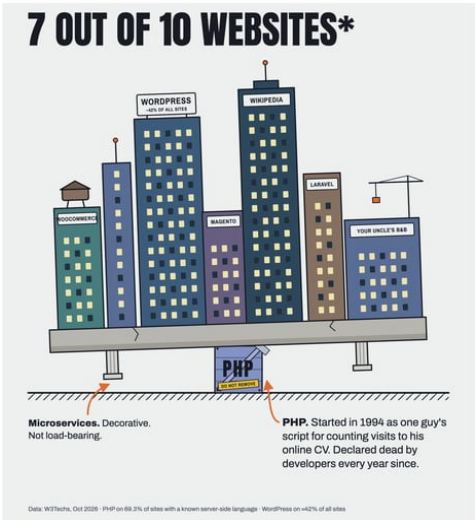 7 OUT OF 10 WEBSITES*
WORDPRESS
~42% OF ALL SITES
WIKIPEDIA
LARAVEL
WOOCOMMERCE
MAGENTO
YOUR UNCLE'S B&B
PHP
DO NOT REMOVE
Microservices. Decorative.
Not load-bearing.
PHP. Started in 1994 as one guy's
script for counting visits to his
online CV. Declared dead by
developers every year since.
Data: W3Techs, Oct 2026 · PHP on 69.3% of sites with a known server-side language · WordPress on ≈42% of all sites